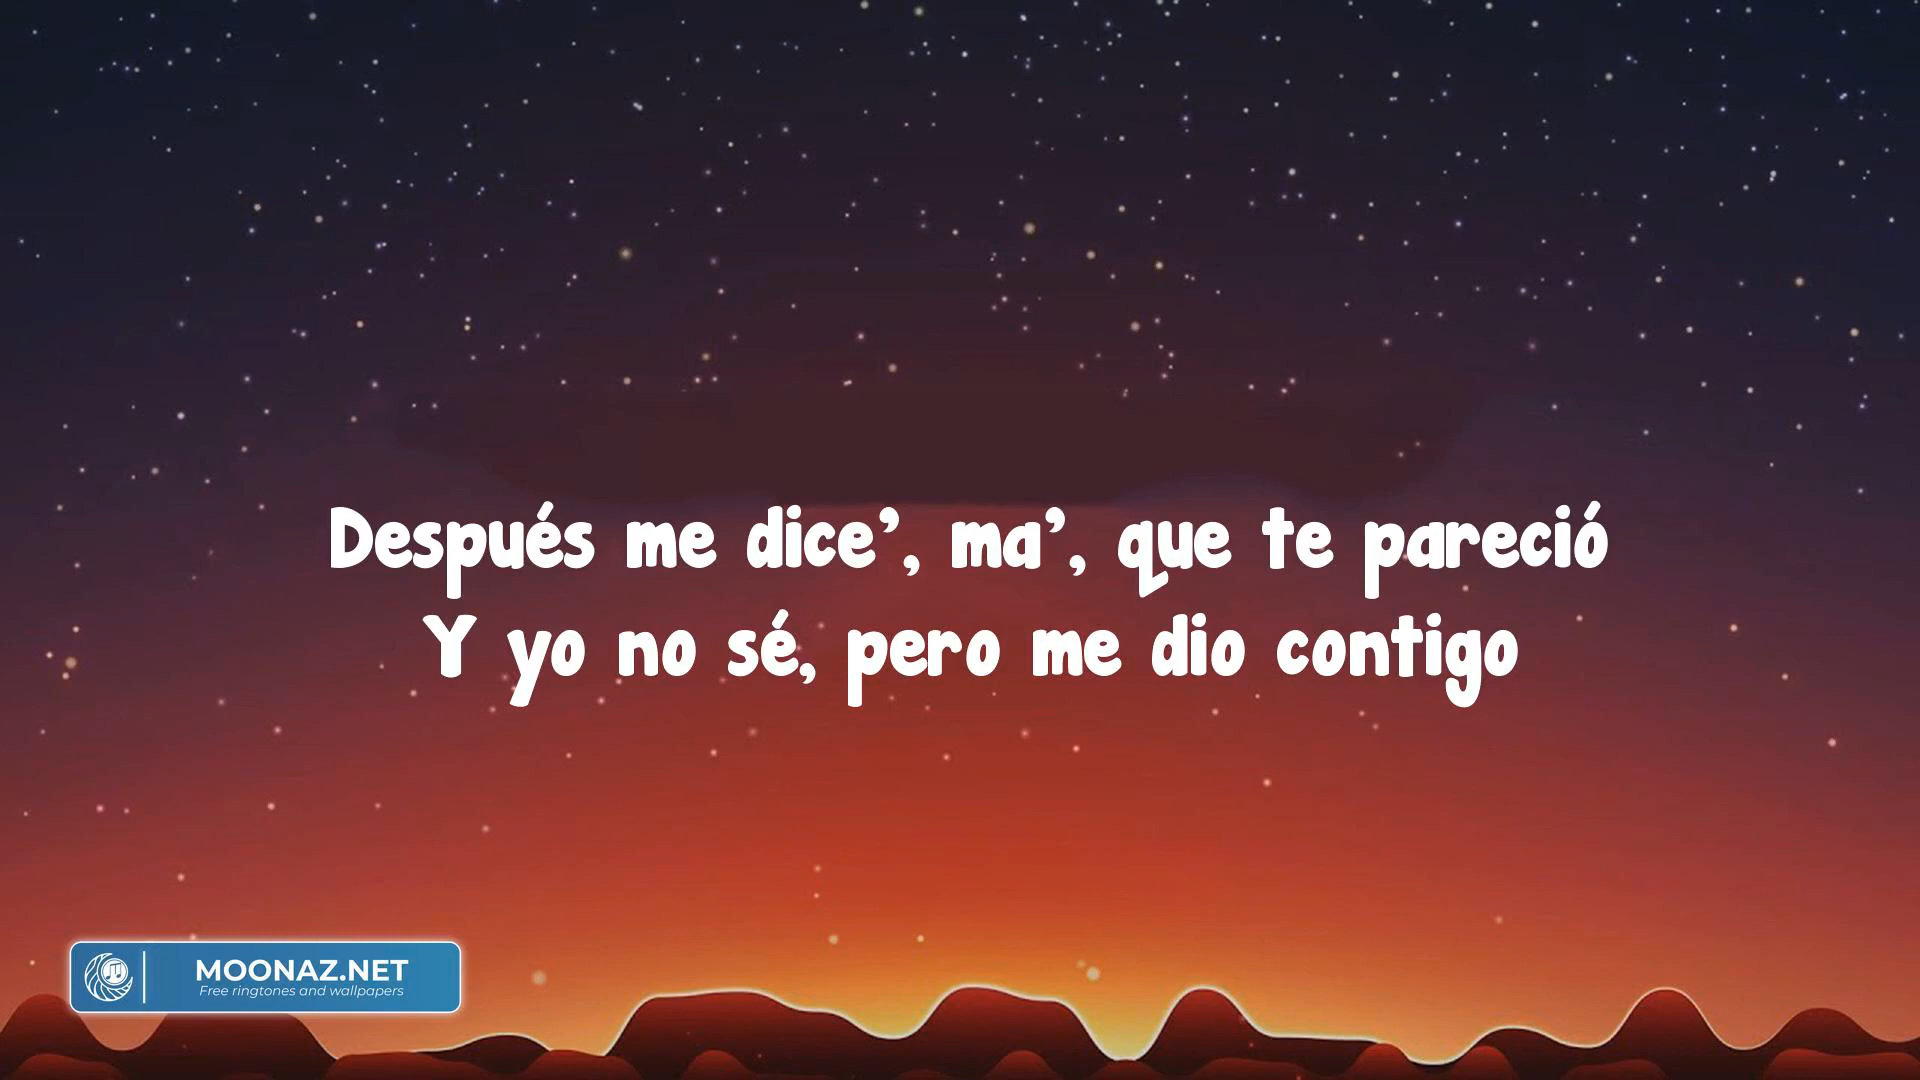 Después me dice’, ma’, que te pareció
Y yo no sé, pero me dio contigo
MOONAZ.NET
Free ringtones and wallpapers